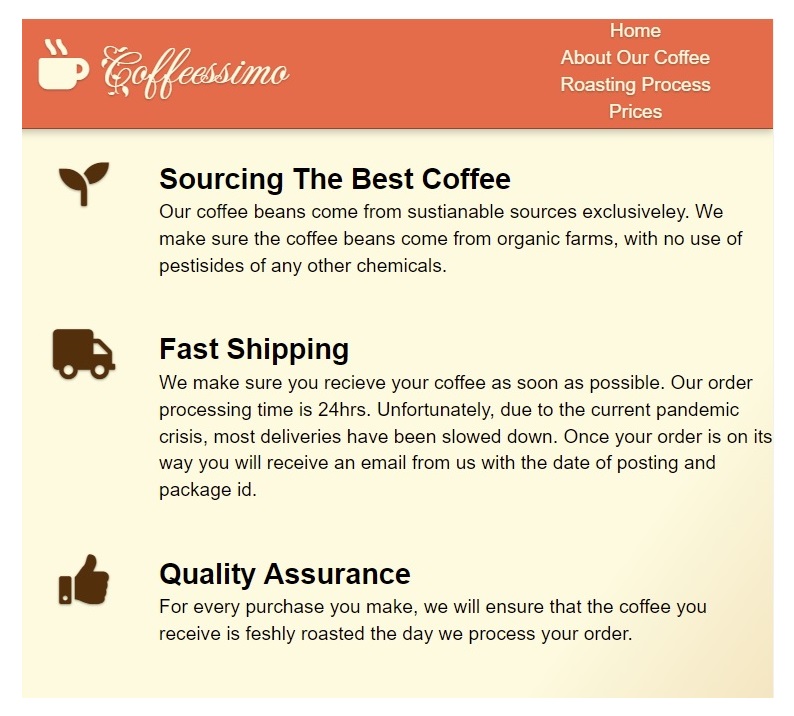 Coffeessimo
Home
About Our Coffee
Roasting Process
Prices
Sourcing The Best Coffee
Our coffee beans come from sustianable sources exclusiveley. We
make sure the coffee beans come from organic farms, with no use of
pestisides of any other chemicals.
Fast Shipping
We make sure you recieve your coffee as soon as possible. Our order
processing time is 24hrs. Unfortunately, due to the current pandemic
crisis, most deliveries have been slowed down. Once your order is on its
way you will receive an email from us with the date of posting and
package id.
Quality Assurance
For every purchase you make, we will ensure that the coffee you
receive is feshly roasted the day we process your order.